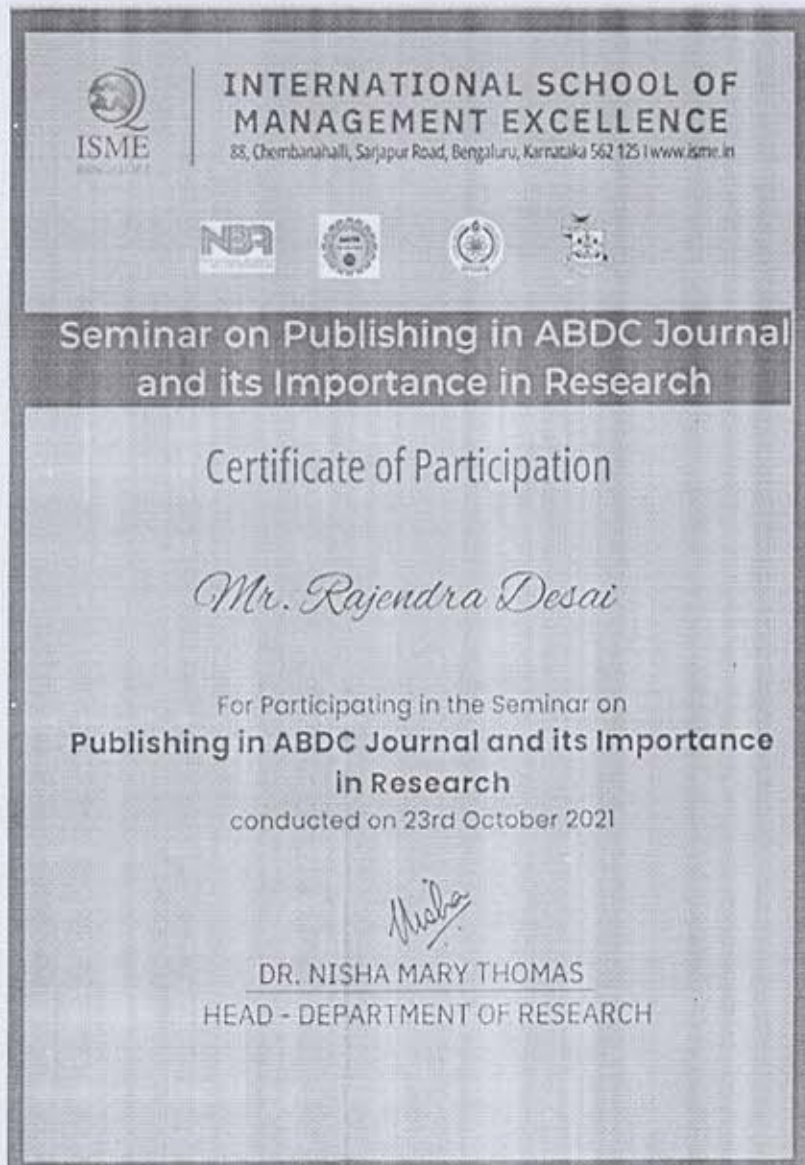 INTERNATIONAL SCHOOL OF
MANAGEMENT EXCELLENCE
88, Chembanahalli, Sarjapur Road, Bengaluru, Karnataka 562 125 I www.isme.in
ISME
BANGALORE
NBA
Seminar on Publishing in ABDC Journal
and its Importance in Research
Certificate of Participation
Mr. Rajendra Desai
For Participating in the Seminar on
Publishing in ABDC Journal and its Importance
in Research
conducted on 23rd October 2021
Nisha
DR. NISHA MARY THOMAS
HEAD - DEPARTMENT OF RESEARCH